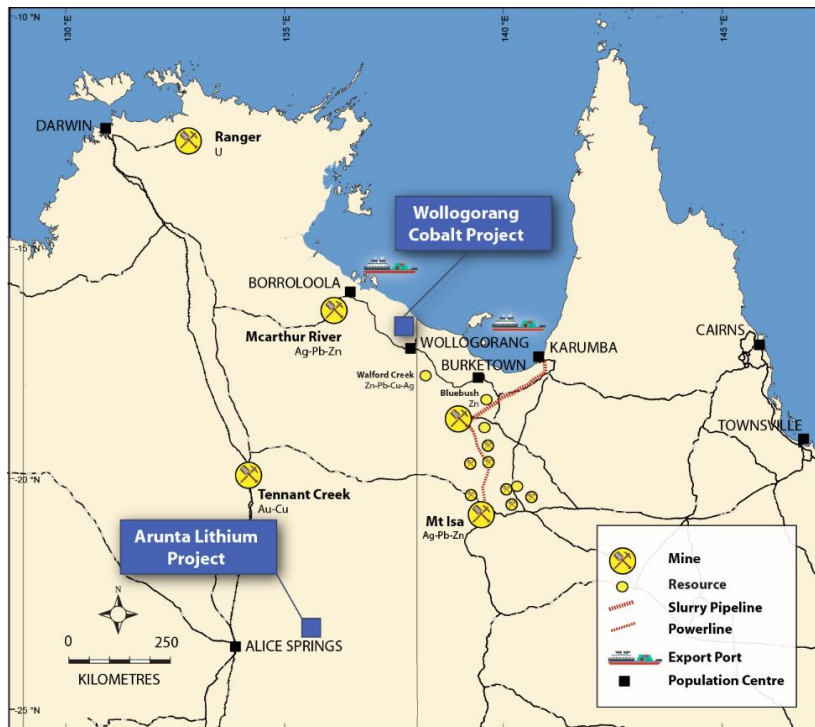 -10°N
130°E
135°E
140°E
145°E
DARWIN
Ranger
U
Wollogorang
Cobalt Project
-15°N
BORROLOOLA
Mcarthur River
Ag-Pb-Zn
WOLLOGORANG
KARUMBA
CAIRNS
BURKETOWN
Walford Creek
Zn-Pb-Cu-Ag
Bluebush
Zn
TOWNSVILLE
-20°N
Tennant Creek
Au-Cu
Mt Isa
Ag-Pb-Zn
Arunta Lithium
Project
N
0
250
KILOMETRES
ALICE SPRINGS
-25°N
Mine
Resource
Slurry Pipeline
Powerline
Export Port
Population Centre